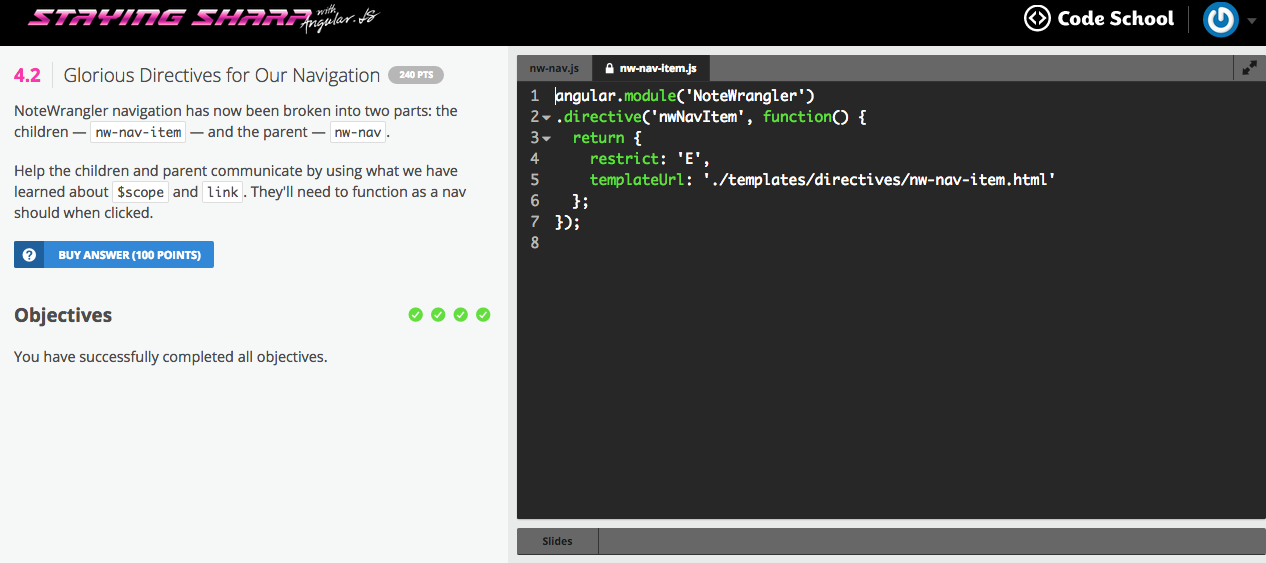 STAYING SHARP with Angular.JS
Code School
4.2 Glorious Directives for Our Navigation 240 PTS
NoteWrangler navigation has now been broken into two parts: the
children — nw-nav-item — and the parent — nw-nav.
Help the children and parent communicate by using what we have
learned about $scope and link. They'll need to function as a nav
should when clicked.
? BUY ANSWER (100 POINTS)
Objectives
You have successfully completed all objectives.
nw-nav.js nw-nav-item.js
1 angular.module('NoteWrangler')
2 .directive('nwNavItem', function() {
3 return {
4 restrict: 'E',
5 templateUrl: './templates/directives/nw-nav-item.html'
6 };
7 });
8
Slides